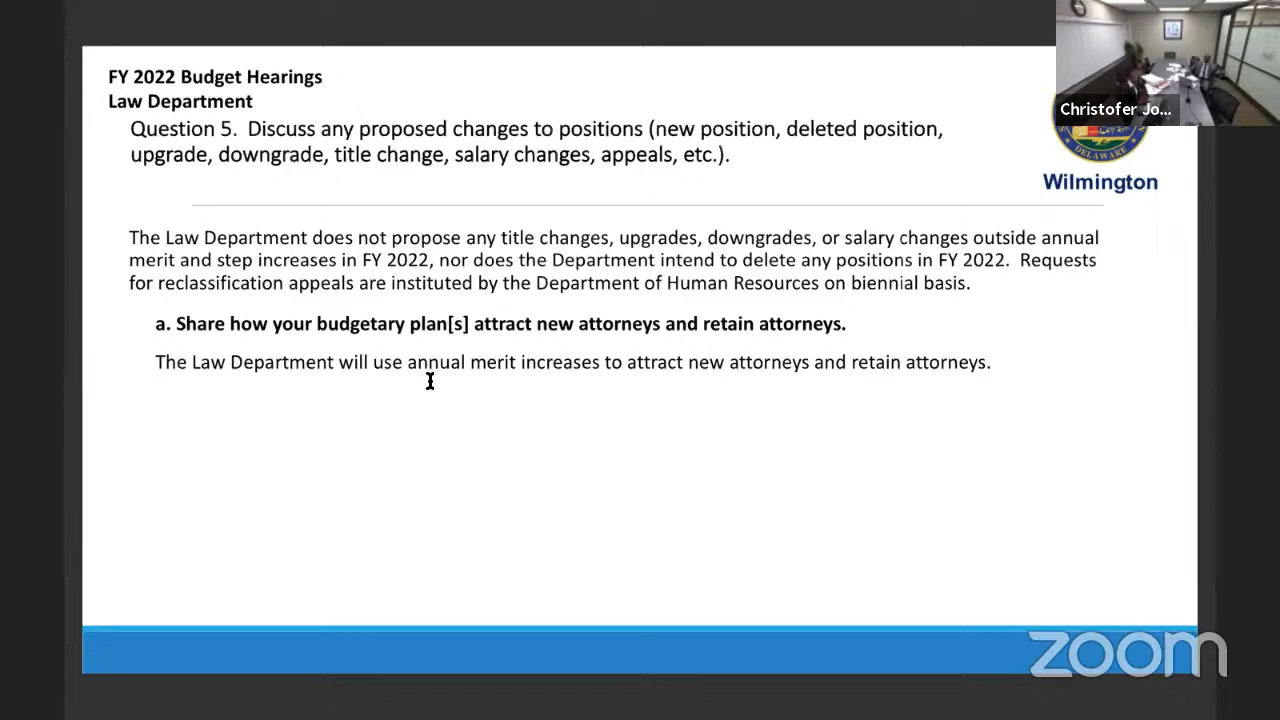 FY 2022 Budget Hearings
Law Department
Question 5. Discuss any proposed changes to positions (new position, deleted position,
upgrade, downgrade, title change, salary changes, appeals, etc.).
Christofer Jo...
DELAWARE
Wilmington
The Law Department does not propose any title changes, upgrades, downgrades, or salary changes outside annual
merit and step increases in FY 2022, nor does the Department intend to delete any positions in FY 2022. Requests
for reclassification appeals are instituted by the Department of Human Resources on biennial basis.
a. Share how your budgetary plan[s] attract new attorneys and retain attorneys.
The Law Department will use annual merit increases to attract new attorneys and retain attorneys.
zoom